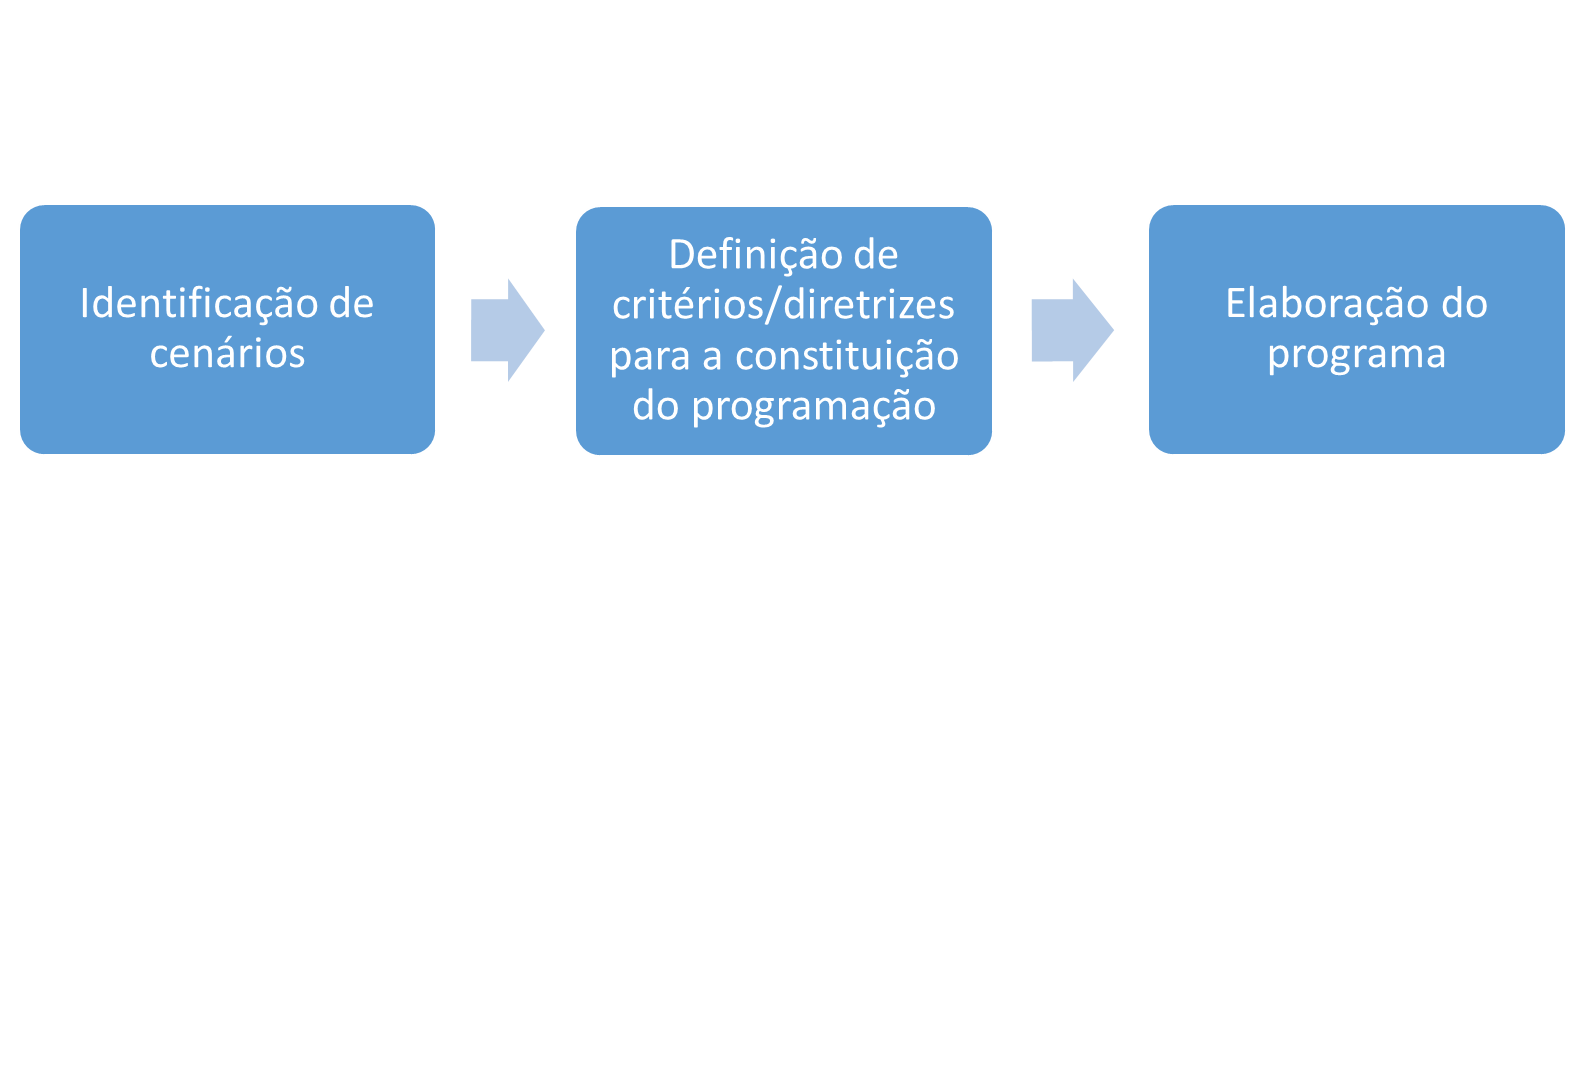 Identificação de
cenários
Definição de
critérios/diretrizes
para a constituição
do programação
Elaboração do
programa